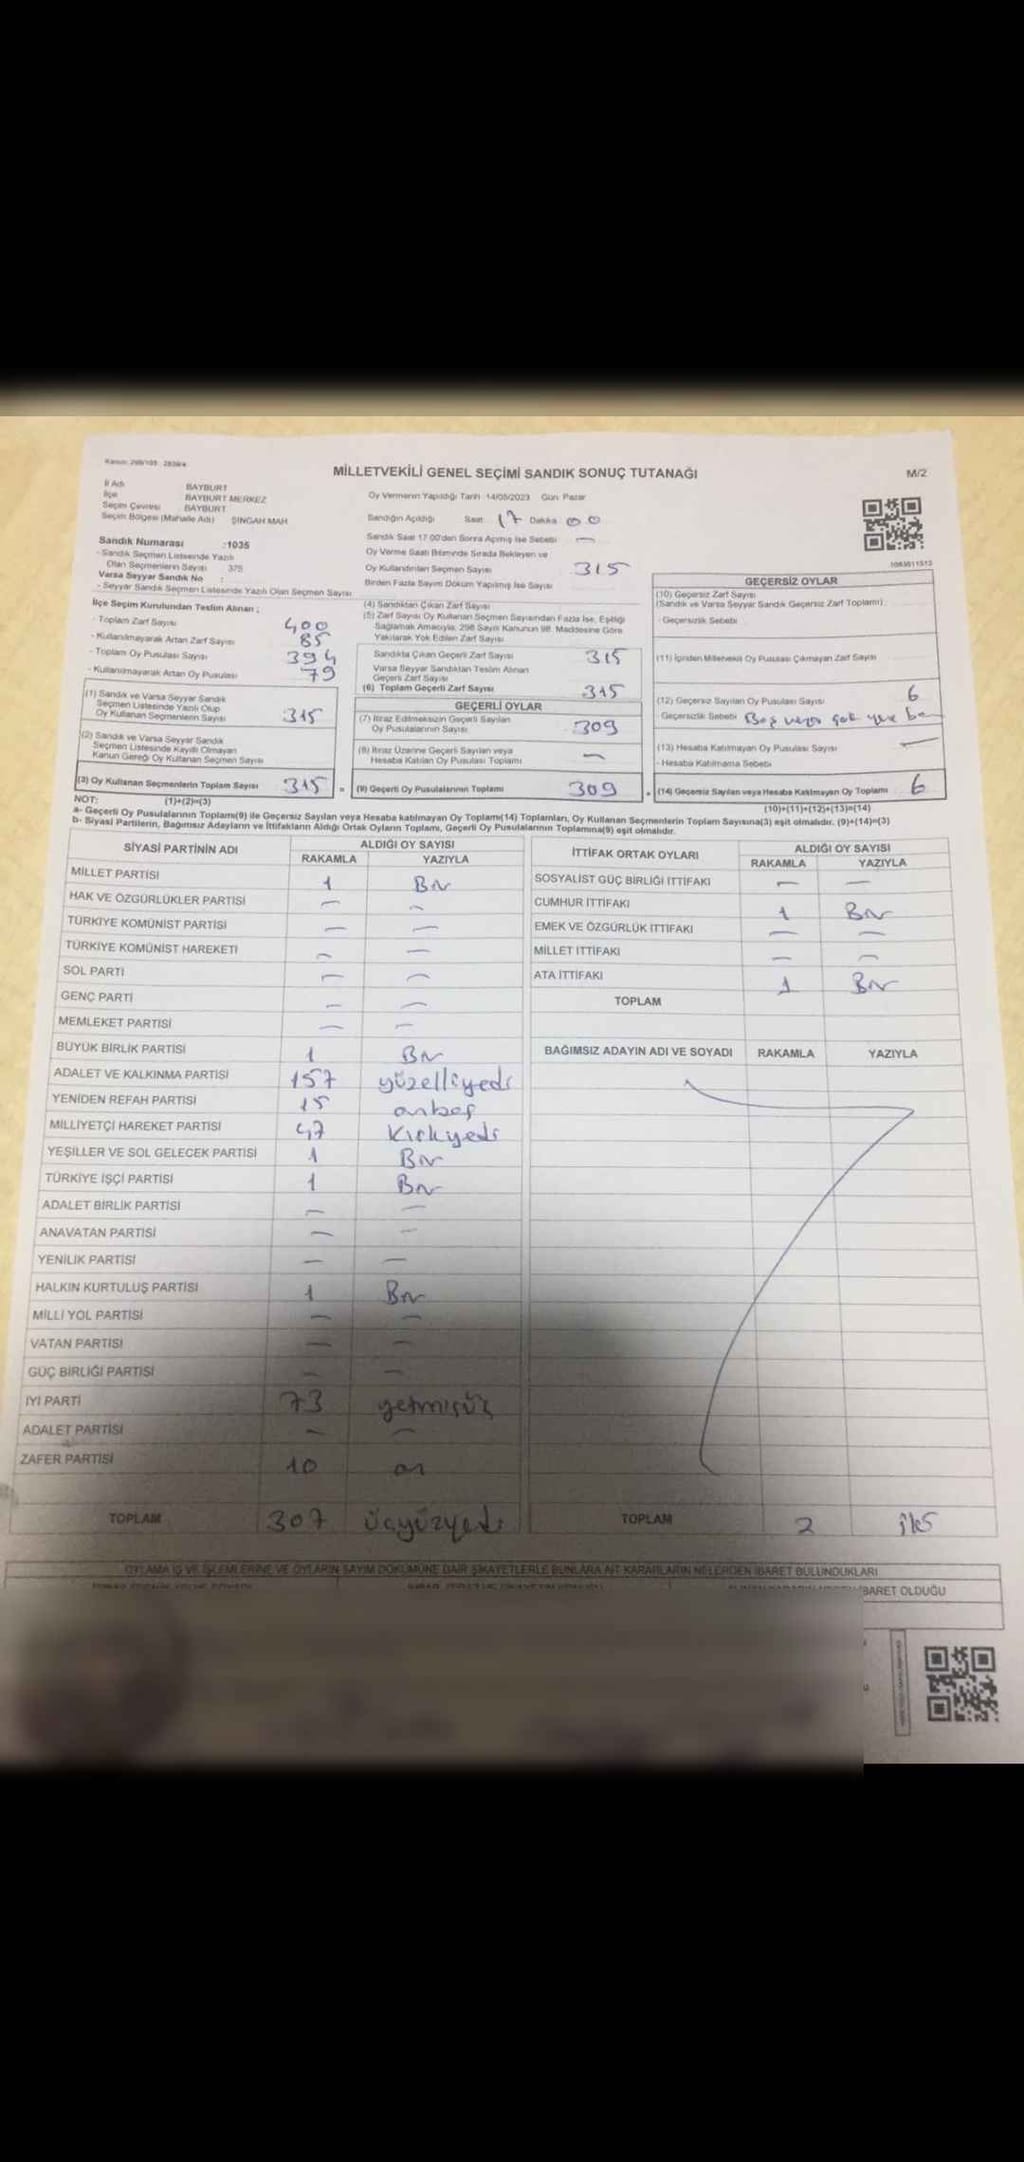 Kanun: 298/105 - 2839/4
MİLLETVEKİLİ GENEL SEÇİMİ SANDIK SONUÇ TUTANAĞI
M/2
İl Adı BAYBURT
İlçe BAYBURT MERKEZ
Seçim Çevresi BAYBURT
Seçim Bölgesi (Mahalle Adı) ŞİNGAH MAH.
Oy Vermenin Yapıldığı Tarih :14/05/2023 Gün: Pazar
Sandığın Açıldığı Saat: 17 Dakika 00
Sandık Saat 17:00'den Sonra Açılmış İse Sebebi —
Oy Verme Saati Bitiminde Sırada Bekleyen ve
Oy Kullandırılan Seçmen Sayısı 315
Birden Fazla Sayım Döküm Yapılmış İse Sayısı
Sandık Numarası :1035
- Sandık Seçmen Listesinde Yazılı
Olan Seçmenlerin Sayısı 375
Varsa Seyyar Sandık No :
- Seyyar Sandık Seçmen Listesinde Yazılı Olan Seçmen Sayısı
İlçe Seçim Kurulundan Teslim Alınan ;
- Toplam Zarf Sayısı 400
- Kullanılmayarak Artan Zarf Sayısı 85
- Toplam Oy Pusulası Sayısı 394
- Kullanılmayarak Artan Oy Pusulası 79
(1) Sandık ve Varsa Seyyar Sandık
Seçmen Listesinde Yazılı Olup
Oy Kullanan Seçmenlerin Sayısı 315
(2) Sandık ve Varsa Seyyar Sandık
Seçmen Listesinde Kayıtlı Olmayan
Kanun Gereği Oy Kullanan Seçmen Sayısı
(3) Oy Kullanan Seçmenlerin Toplam Sayısı 315 =
(4) Sandıktan Çıkan Zarf Sayısı
(5) Zarf Sayısı Oy Kullanan Seçmen Sayısından Fazla İse, Eşitliği
Sağlamak Amacıyla, 298 Sayılı Kanunun 98. Maddesine Göre
Yakılarak Yok Edilen Zarf Sayısı
Sandıkta Çıkan Geçerli Zarf Sayısı 315
Varsa Seyyar Sandıktan Teslim Alınan
Geçerli Zarf Sayısı
(6) Toplam Geçerli Zarf Sayısı 315
GEÇERLİ OYLAR
(7) İtiraz Edilmeksizin Geçerli Sayılan
Oy Pusulalarının Sayısı 309
(8) İtiraz Üzerine Geçerli Sayılan veya
Hesaba Katılan Oy Pusulası Toplamı —
(9) Geçerli Oy Pusulalarının Toplamı 309 +
1083511513
GEÇERSİZ OYLAR
(10) Geçersiz Zarf Sayısı
(Sandık ve Varsa Seyyar Sandık Geçersiz Zarf Toplamı)
- Geçersizlik Sebebi
(11) İçinden Milletvekili Oy Pusulası Çıkmayan Zarf Sayısı
(12) Geçersiz Sayılan Oy Pusulası Sayısı 6
- Geçersizlik Sebebi Boş veya çok yere ba
(13) Hesaba Katılmayan Oy Pusulası Sayısı —
- Hesaba Katılmama Sebebi
(14) Geçersiz Sayılan veya Hesaba Katılmayan Oy Toplamı 6
NOT: (1)+(2)=(3) (10)+(11)+(12)+(13)=(14)
a- Geçerli Oy Pusulalarının Toplamı(9) ile Geçersiz Sayılan veya Hesaba katılmayan Oy Toplamı(14) Toplamları, Oy Kullanan Seçmenlerin Toplam Sayısına(3) eşit olmalıdır. (9)+(14)=(3)
b- Siyasi Partilerin, Bağımsız Adayların ve İttifakların Aldığı Ortak Oyların Toplamı, Geçerli Oy Pusulalarının Toplamına(9) eşit olmalıdır.
SİYASİ PARTİNİN ADI ALDIĞI OY SAYISI
RAKAMLA YAZIYLA
MİLLET PARTİSİ 1 Bir
HAK VE ÖZGÜRLÜKLER PARTİSİ — —
TÜRKİYE KOMÜNİST PARTİSİ — —
TÜRKİYE KOMÜNİST HAREKETİ — —
SOL PARTİ — —
GENÇ PARTİ — —
MEMLEKET PARTİSİ — —
BÜYÜK BİRLİK PARTİSİ 1 Bir
ADALET VE KALKINMA PARTİSİ 157 yüzelliyedi
YENİDEN REFAH PARTİSİ 15 onbeş
MİLLİYETÇİ HAREKET PARTİSİ 47 Kırkyedi
YEŞİLLER VE SOL GELECEK PARTİSİ 1 Bir
TÜRKİYE İŞÇİ PARTİSİ 1 Bir
ADALET BİRLİK PARTİSİ — —
ANAVATAN PARTİSİ — —
YENİLİK PARTİSİ — —
HALKIN KURTULUŞ PARTİSİ 1 Bir
MİLLİ YOL PARTİSİ — —
VATAN PARTİSİ — —
GÜÇ BİRLİĞİ PARTİSİ — —
İYİ PARTİ 73 yetmişüç
ADALET PARTİSİ — —
ZAFER PARTİSİ 10 on
TOPLAM 307 üçyüzyedi
İTTİFAK ORTAK OYLARI ALDIĞI OY SAYISI
RAKAMLA YAZIYLA
SOSYALİST GÜÇ BİRLİĞİ İTTİFAKI — —
CUMHUR İTTİFAKI 1 Bir
EMEK VE ÖZGÜRLÜK İTTİFAKI — —
MİLLET İTTİFAKI — —
ATA İTTİFAKI 1 Bir
TOPLAM
BAĞIMSIZ ADAYIN ADI VE SOYADI RAKAMLA YAZIYLA
TOPLAM 2 iki
OYLAMA İŞ VE İŞLEMLERİNE VE OYLARIN SAYIM DÖKÜMÜNE DAİR ŞİKAYETLERLE BUNLARA AİT KARARLARIN NELERDEN İBARET BULUNDUKLARI
İBARET OLDUĞU